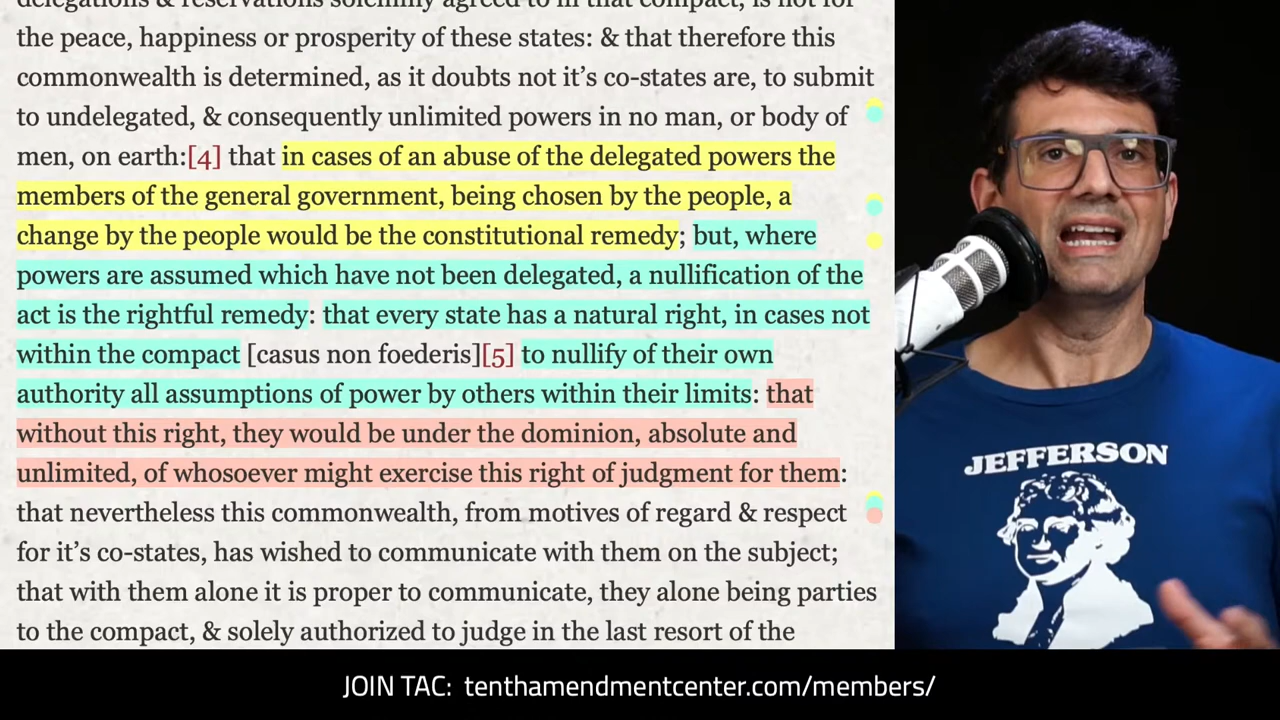 delegations & reservations solemnly agreed to in that compact, is not for
the peace, happiness or prosperity of these states: & that therefore this
commonwealth is determined, as it doubts not it’s co-states are, to submit
to undelegated, & consequently unlimited powers in no man, or body of
men, on earth:[4] that in cases of an abuse of the delegated powers the
members of the general government, being chosen by the people, a
change by the people would be the constitutional remedy; but, where
powers are assumed which have not been delegated, a nullification of the
act is the rightful remedy: that every state has a natural right, in cases not
within the compact [casus non foederis][5] to nullify of their own
authority all assumptions of power by others within their limits: that
without this right, they would be under the dominion, absolute and
unlimited, of whosoever might exercise this right of judgment for them:
that nevertheless this commonwealth, from motives of regard & respect
for it’s co-states, has wished to communicate with them on the subject;
that with them alone it is proper to communicate, they alone being parties
to the compact, & solely authorized to judge in the last resort of the
JEFFERSON
JOIN TAC: tenthamendmentcenter.com/members/